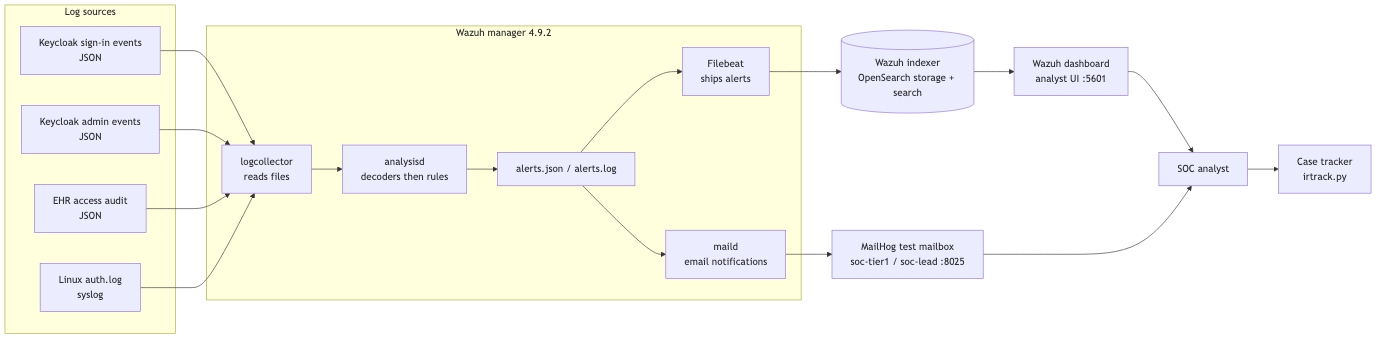 Log sources
Keycloak sign-in events
JSON
Keycloak admin events
JSON
EHR access audit
JSON
Linux auth.log
syslog
Wazuh manager 4.9.2
logcollector
reads files
analysisd
decoders then rules
alerts.json / alerts.log
Filebeat
ships alerts
maild
email notifications
Wazuh indexer
OpenSearch storage +
search
MailHog test mailbox
soc-tier1 / soc-lead :8025
Wazuh dashboard
analyst UI :5601
SOC analyst
Case tracker
irtrack.py